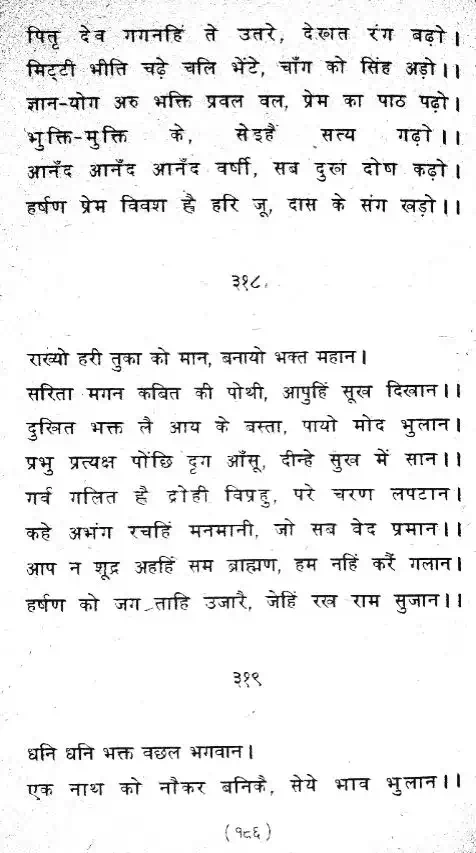 पितृ देव गगनहिं ते उतरे, देखत रंग बढ़ो।
मिट्टी भीति चढ़े चलि भेंटे, चाँग को सिंह अड़ो।।
ज्ञान-योग अरु भक्ति प्रवल वल, प्रेम का पाठ पढ़ो।
भुक्ति-मुक्ति के, सेइहैं सत्य गढ़ो।।
आनँद आनँद आनँद वर्षी, सब दुख दोष कढ़ो।
हर्षण प्रेम विवश ह्वै हरि जू, दास के संग खड़ो।।
३१८
राख्यो हरी तुका को मान, बनायो भक्त महान।
सरिता मगन कबित की पोथी, आपुहिं सूख दिखान।।
दुखित भक्त लै आय के वस्ता, पायो मोद भुलान।
प्रभु प्रत्यक्ष पोंछि दृग आँसू, दीन्हे सुख में सान।।
गर्व गलित ह्वै द्रोही विप्रहु, परे चरण लपटान।
कहे अभंग रचहिं मनमानी, जो सब वेद प्रमान।।
आप न शूद्र अहहिं सम ब्राह्मण, हम नहिं करैं गलान।
हर्षण को जग ताहि उजारै, जेहिं रख राम सुजान।।
३१९
धनि धनि भक्त वछल भगवान।
एक नाथ को नौकर बनिकै, सेये भाव भुलान।।
(१८६)